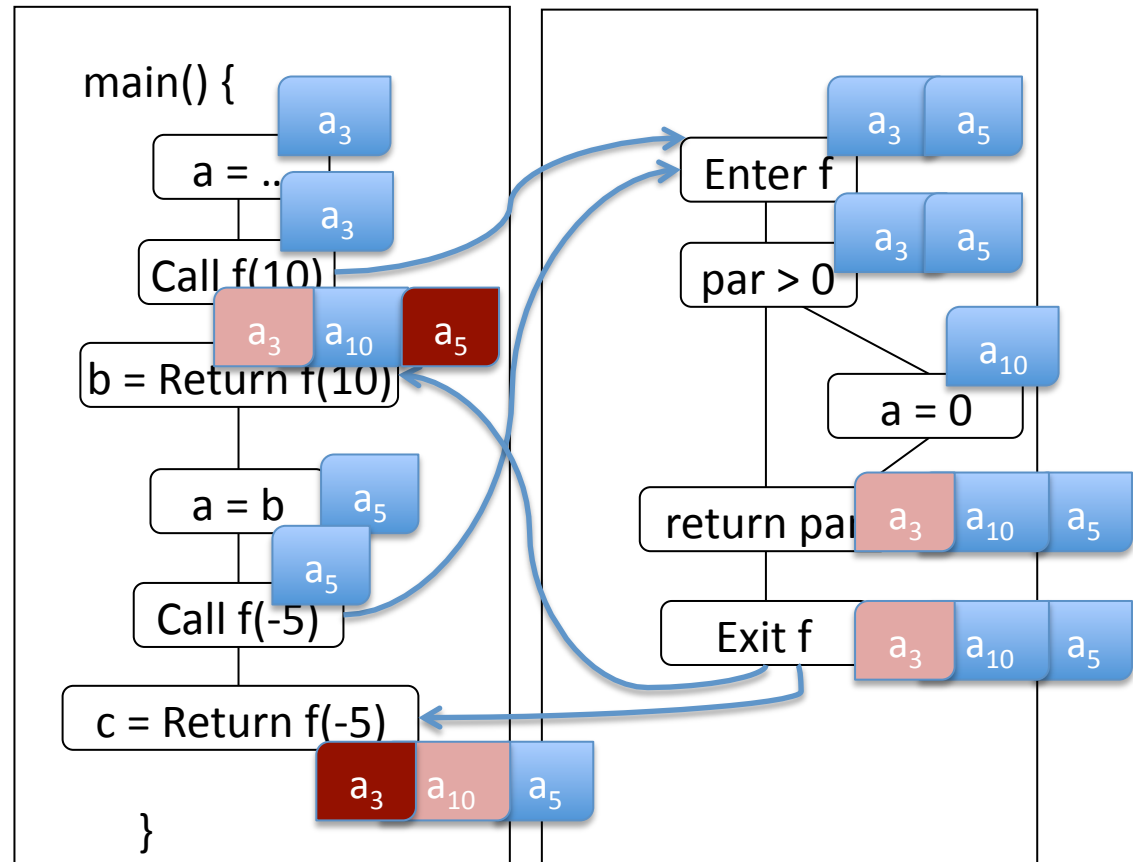 main() {
a₃
a = ..
a₃
Call f(10)
a₃ a₁₀ a₅
b = Return f(10)
a = b
a₅
a₅
Call f(-5)
c = Return f(-5)
a₃ a₁₀ a₅
}
a₃ a₅
Enter f
a₃ a₅
par > 0
a₁₀
a = 0
return par
a₃ a₁₀ a₅
Exit f
a₃ a₁₀ a₅